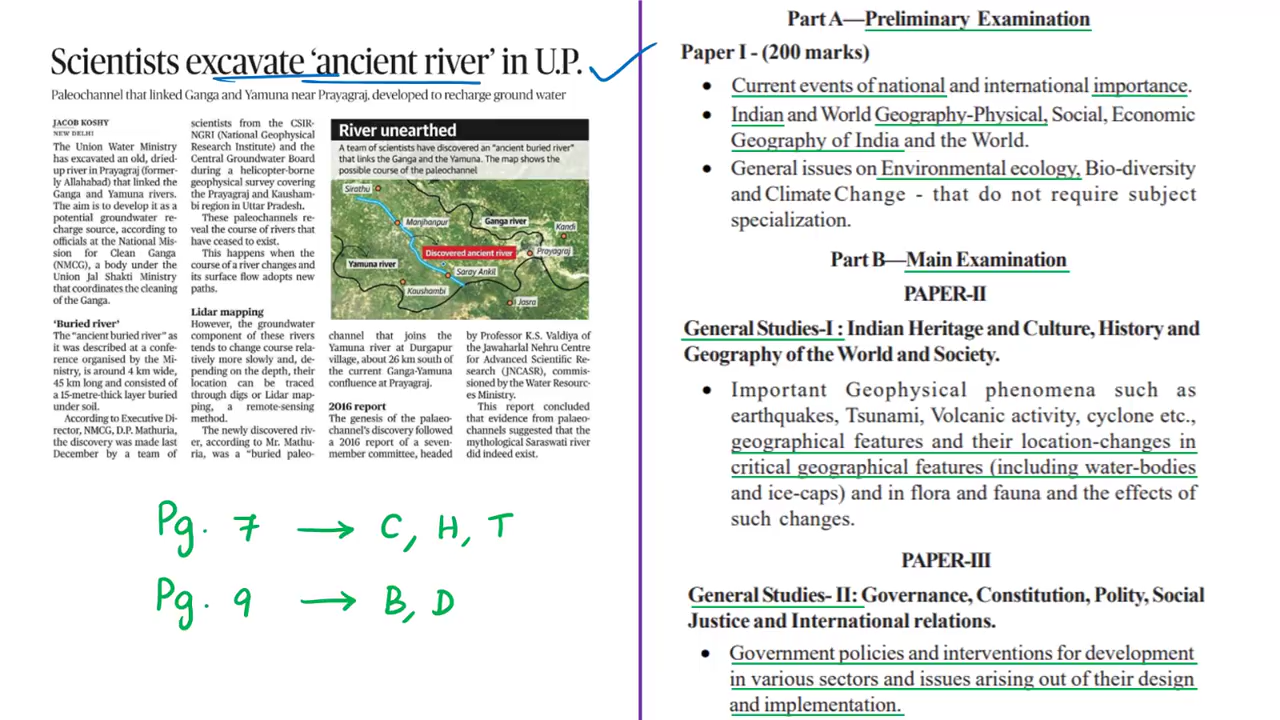 Scientists excavate ‘ancient river’ in U.P.
Paleochannel that linked Ganga and Yamuna near Prayagraj, developed to recharge ground water
JACOB KOSHY
NEW DELHI
The Union Water Ministry
has excavated an old, dried-
up river in Prayagraj (former-
ly Allahabad) that linked the
Ganga and Yamuna rivers.
The aim is to develop it as a
potential groundwater re-
charge source, according to
officials at the National Mis-
sion for Clean Ganga
(NMCG), a body under the
Union Jal Shakti Ministry
that coordinates the cleaning
of the Ganga.
‘Buried river’
The “ancient buried river” as
it was described at a confe-
rence organised by the Mi-
nistry, is around 4 km wide,
45 km long and consisted of
a 15-metre-thick layer buried
under soil.
According to Executive Di-
rector, NMCG, D.P. Mathuria,
the discovery was made last
December by a team of
scientists from the CSIR-
NGRI (National Geophysical
Research Institute) and the
Central Groundwater Board
during a helicopter-borne
geophysical survey covering
the Prayagraj and Kausham-
bi region in Uttar Pradesh.
These paleochannels re-
veal the course of rivers that
have ceased to exist.
This happens when the
course of a river changes and
its surface flow adopts new
paths.
Lidar mapping
However, the groundwater
component of these rivers
tends to change course rela-
tively more slowly and, de-
pending on the depth, their
location can be traced
through digs or Lidar map-
ping, a remote-sensing
method.
The newly discovered riv-
er, according to Mr. Mathu-
ria, was a “buried paleo-
River unearthed
A team of scientists have discovered an “ancient buried river”
that links the Ganga and the Yamuna. The map shows the
possible course of the paleochannel
Sirathu
Manjhanpur
Ganga river
Kandi
Discovered ancient river
Prayagraj
Yamuna river
Saray Ankil
Kaushambi
Jasra
channel that joins the
Yamuna river at Durgapur
village, about 26 km south of
the current Ganga-Yamuna
confluence at Prayagraj.
2016 report
The genesis of the paleo-
channel’s discovery followed
a 2016 report of a seven-
member committee, headed
by Professor K.S. Valdiya of
the Jawaharlal Nehru Centre
for Advanced Scientific Re-
search (JNCASR), commis-
sioned by the Water Resourc-
es Ministry.
This report concluded
that evidence from palaeo-
channels suggested that the
mythological Saraswati river
did indeed exist.
Pg. 7 → C, H, T
Pg. 9 → B, D
Part A—Preliminary Examination
Paper I - (200 marks)
• Current events of national and international importance.
• Indian and World Geography-Physical, Social, Economic
Geography of India and the World.
• General issues on Environmental ecology, Bio-diversity
and Climate Change - that do not require subject
specialization.
Part B—Main Examination
PAPER-II
General Studies-I : Indian Heritage and Culture, History and
Geography of the World and Society.
• Important Geophysical phenomena such as
earthquakes, Tsunami, Volcanic activity, cyclone etc.,
geographical features and their location-changes in
critical geographical features (including water-bodies
and ice-caps) and in flora and fauna and the effects of
such changes.
PAPER-III
General Studies- II: Governance, Constitution, Polity, Social
Justice and International relations.
• Government policies and interventions for development
in various sectors and issues arising out of their design
and implementation.